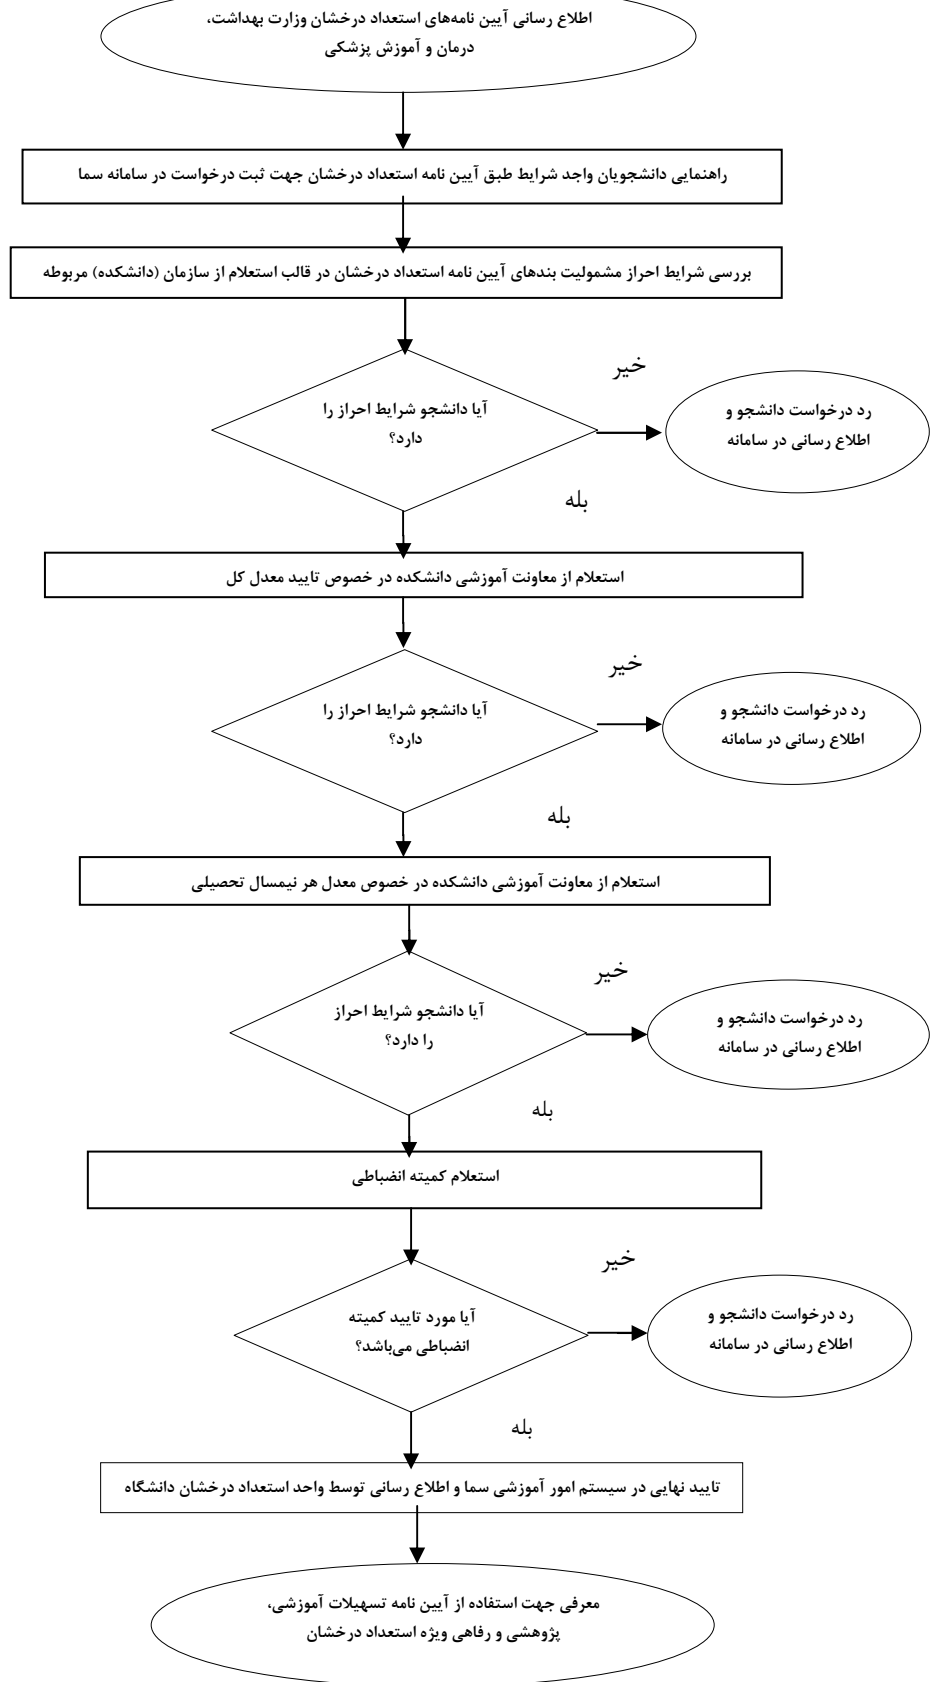 اطلاع رسانی آیین نامه‌های استعداد درخشان وزارت بهداشت،
درمان و آموزش پزشکی
راهنمایی دانشجویان واجد شرایط طبق آیین نامه استعداد درخشان جهت ثبت درخواست در سامانه سما
بررسی شرایط احراز مشمولیت بندهای آیین نامه استعداد درخشان در قالب استعلام از سازمان (دانشکده) مربوطه
خیر
آیا دانشجو شرایط احراز را
دارد؟
رد درخواست دانشجو و
اطلاع رسانی در سامانه
بله
استعلام از معاونت آموزشی دانشکده در خصوص تایید معدل کل
خیر
آیا دانشجو شرایط احراز را
دارد؟
رد درخواست دانشجو و
اطلاع رسانی در سامانه
بله
استعلام از معاونت آموزشی دانشکده در خصوص معدل هر نیمسال تحصیلی
خیر
آیا دانشجو شرایط احراز
را دارد؟
رد درخواست دانشجو و
اطلاع رسانی در سامانه
بله
استعلام کمیته انضباطی
خیر
آیا مورد تایید کمیته
انضباطی می‌باشد؟
رد درخواست دانشجو و
اطلاع رسانی در سامانه
بله
تایید نهایی در سیستم امور آموزشی سما و اطلاع رسانی توسط واحد استعداد درخشان دانشگاه
معرفی جهت استفاده از آیین نامه تسهیلات آموزشی،
پژوهشی و رفاهی ویژه استعداد درخشان